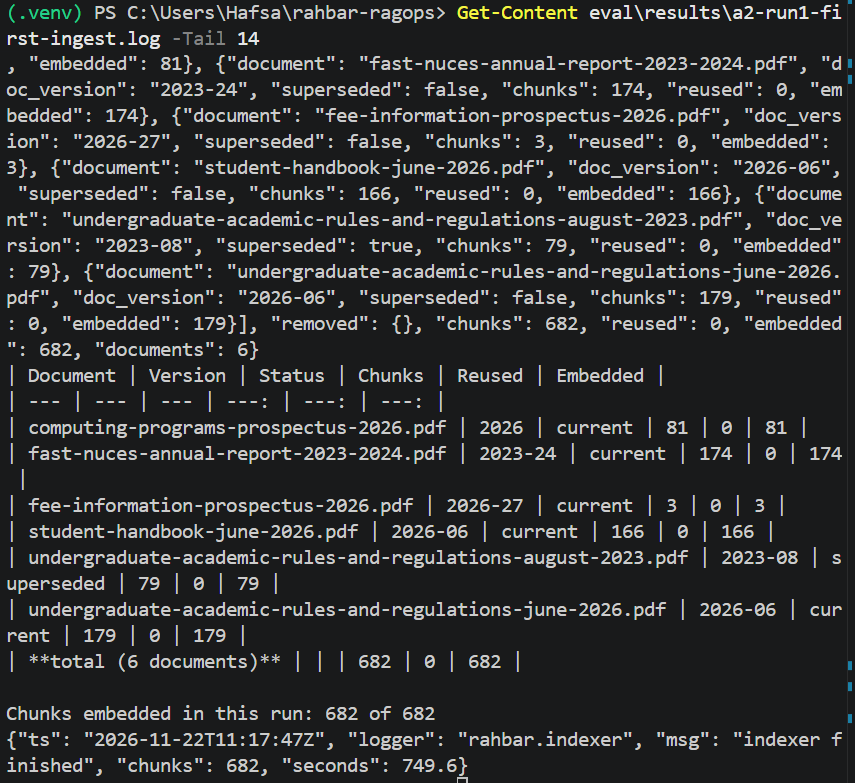 (.venv) PS C:\Users\Hafsa\rahbar-ragops> Get-Content eval\results\a2-run1-fi
rst-ingest.log -Tail 14
, "embedded": 81}, {"document": "fast-nuces-annual-report-2023-2024.pdf", "d
oc_version": "2023-24", "superseded": false, "chunks": 174, "reused": 0, "em
bedded": 174}, {"document": "fee-information-prospectus-2026.pdf", "doc_vers
ion": "2026-27", "superseded": false, "chunks": 3, "reused": 0, "embedded":
3}, {"document": "student-handbook-june-2026.pdf", "doc_version": "2026-06",
 "superseded": false, "chunks": 166, "reused": 0, "embedded": 166}, {"docume
nt": "undergraduate-academic-rules-and-regulations-august-2023.pdf", "doc_ve
rsion": "2023-08", "superseded": true, "chunks": 79, "reused": 0, "embedded"
: 79}, {"document": "undergraduate-academic-rules-and-regulations-june-2026.
pdf", "doc_version": "2026-06", "superseded": false, "chunks": 179, "reused"
: 0, "embedded": 179}], "removed": {}, "chunks": 682, "reused": 0, "embedded
": 682, "documents": 6}
| Document | Version | Status | Chunks | Reused | Embedded |
| --- | --- | --- | ---: | ---: | ---: |
| computing-programs-prospectus-2026.pdf | 2026 | current | 81 | 0 | 81 |
| fast-nuces-annual-report-2023-2024.pdf | 2023-24 | current | 174 | 0 | 174
 |
| fee-information-prospectus-2026.pdf | 2026-27 | current | 3 | 0 | 3 |
| student-handbook-june-2026.pdf | 2026-06 | current | 166 | 0 | 166 |
| undergraduate-academic-rules-and-regulations-august-2023.pdf | 2023-08 | s
uperseded | 79 | 0 | 79 |
| undergraduate-academic-rules-and-regulations-june-2026.pdf | 2026-06 | cur
rent | 179 | 0 | 179 |
| **total (6 documents)** | | | 682 | 0 | 682 |

Chunks embedded in this run: 682 of 682
{"ts": "2026-11-22T11:17:47Z", "logger": "rahbar.indexer", "msg": "indexer f
inished", "chunks": 682, "seconds": 749.6}